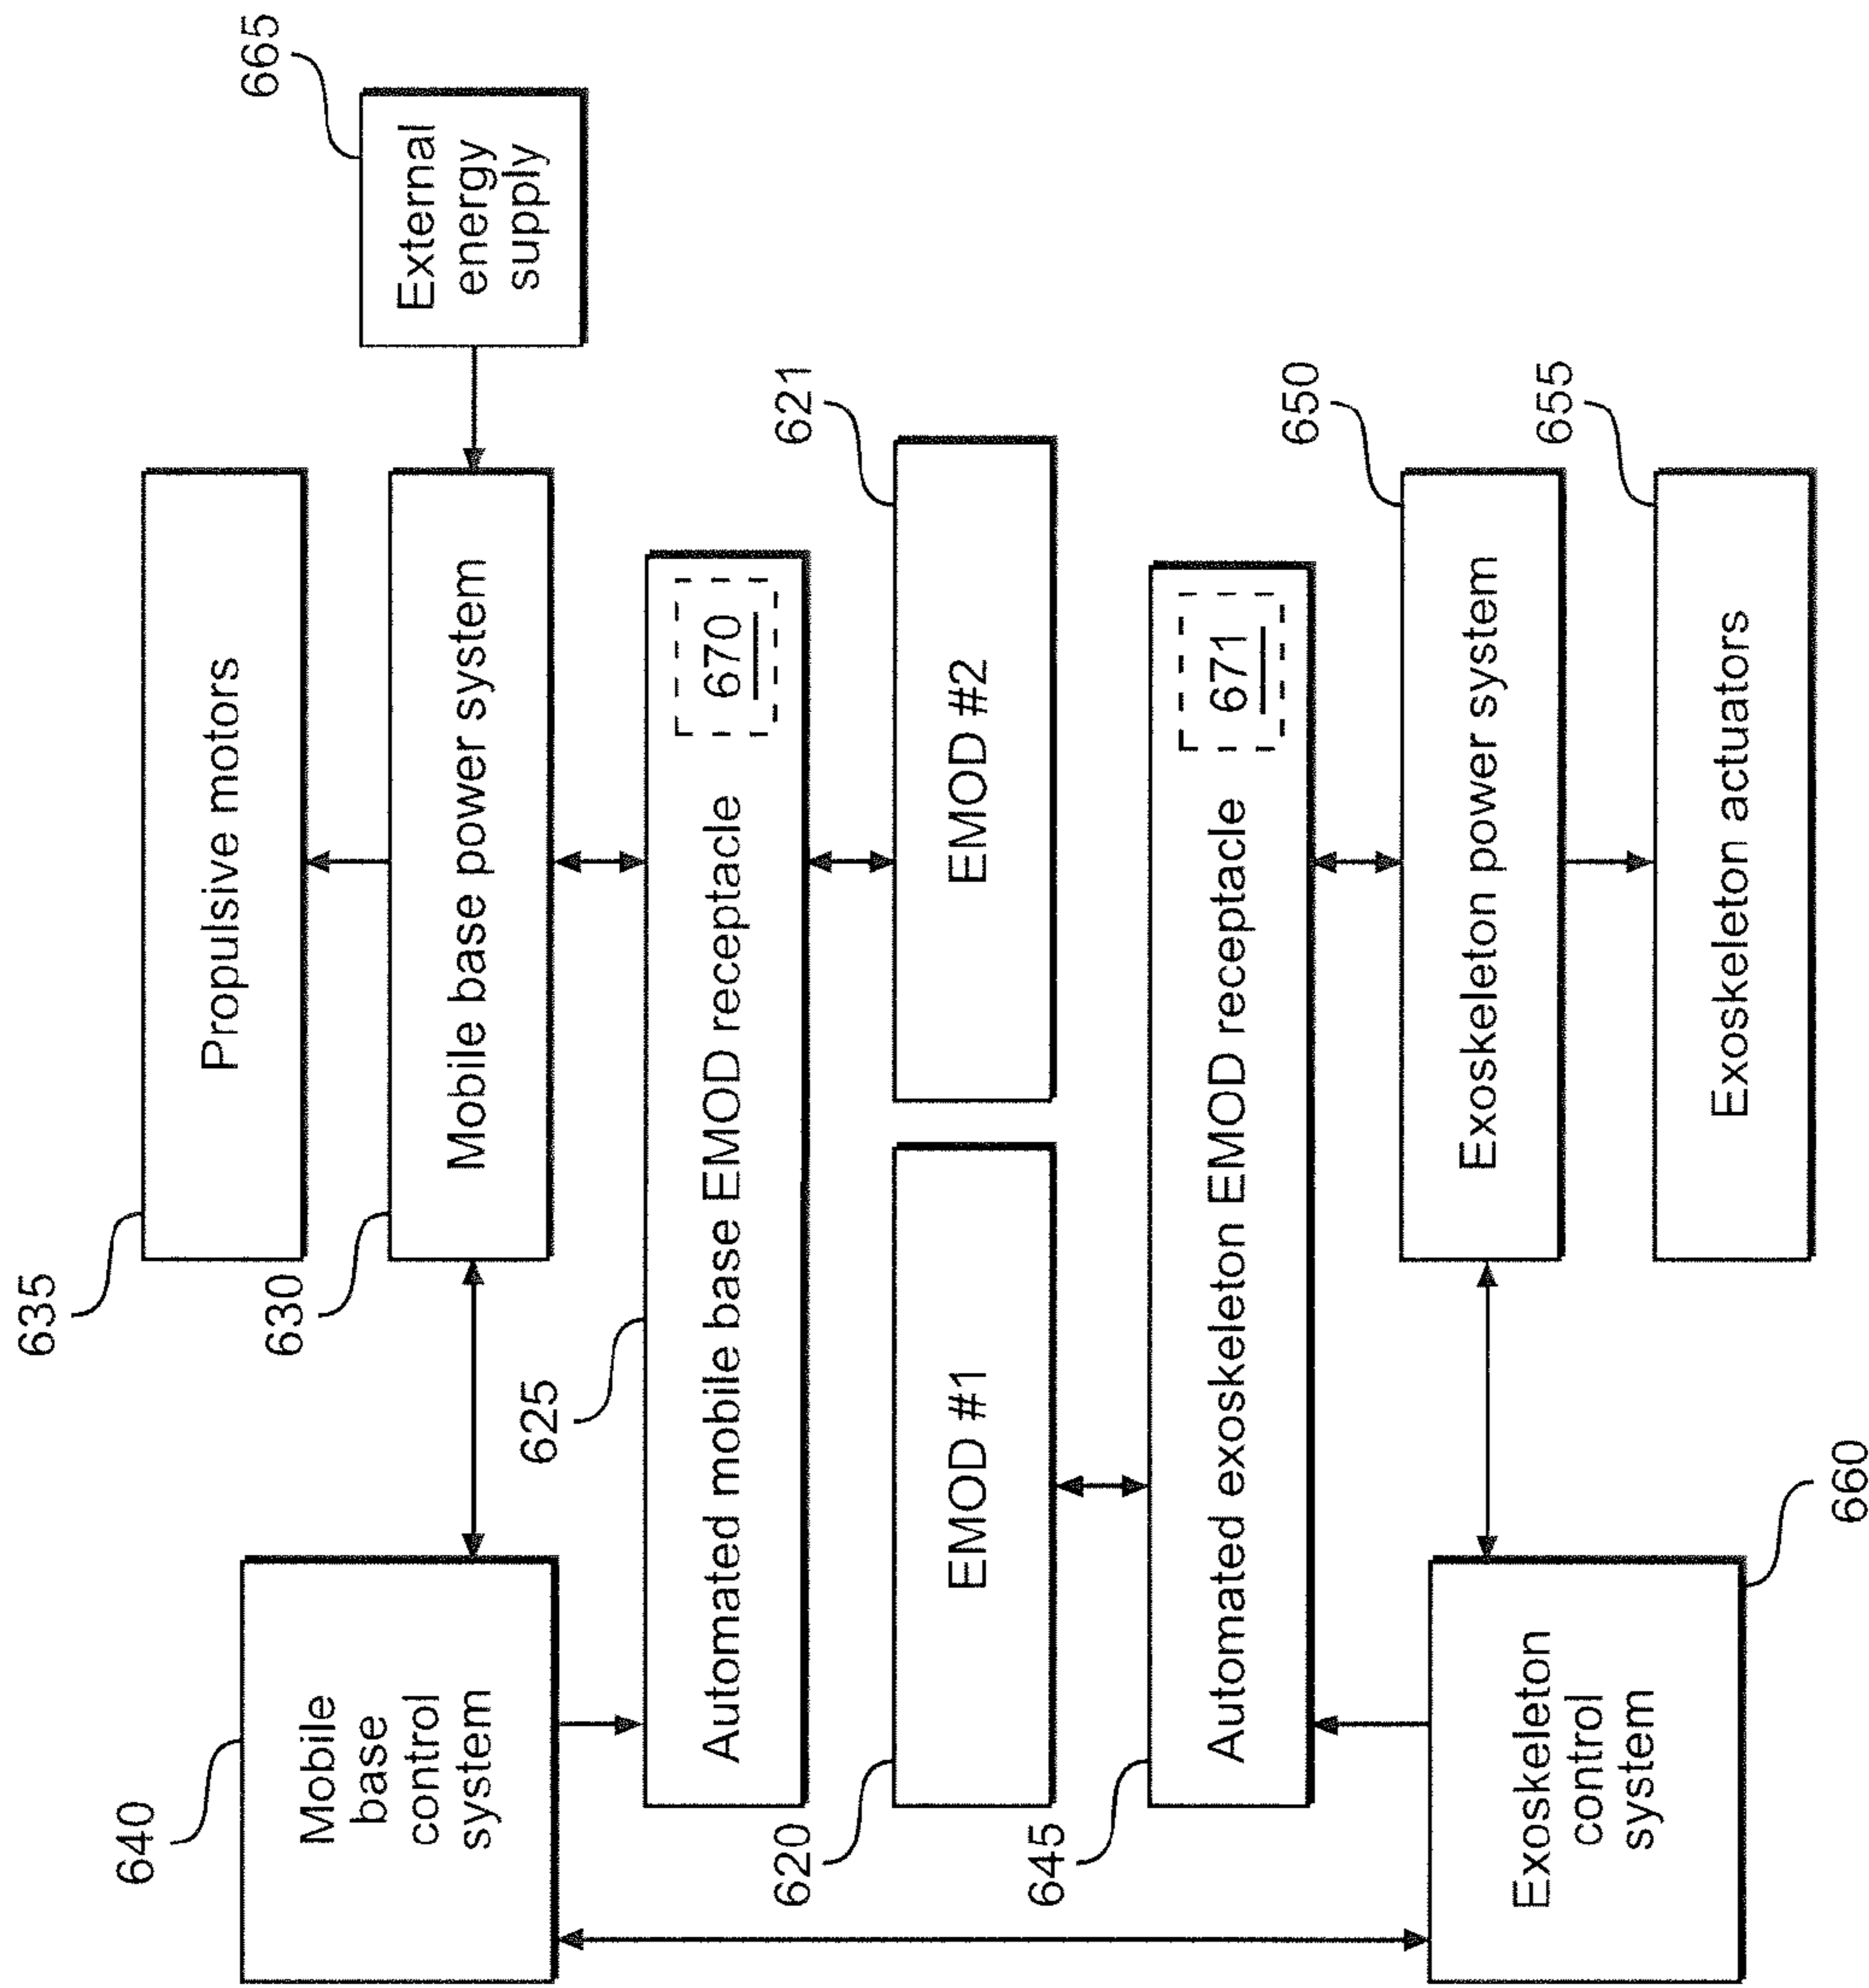 635
Propulsive motors
640
Mobile
base
control
system
630
Mobile base power system
665
External
energy
supply
625
Automated mobile base EMOD receptacle
670
620
EMOD #1
621
EMOD #2
645
Automated exoskeleton EMOD receptacle
671
650
Exoskeleton power system
Exoskeleton
control
system
660
655
Exoskeleton actuators